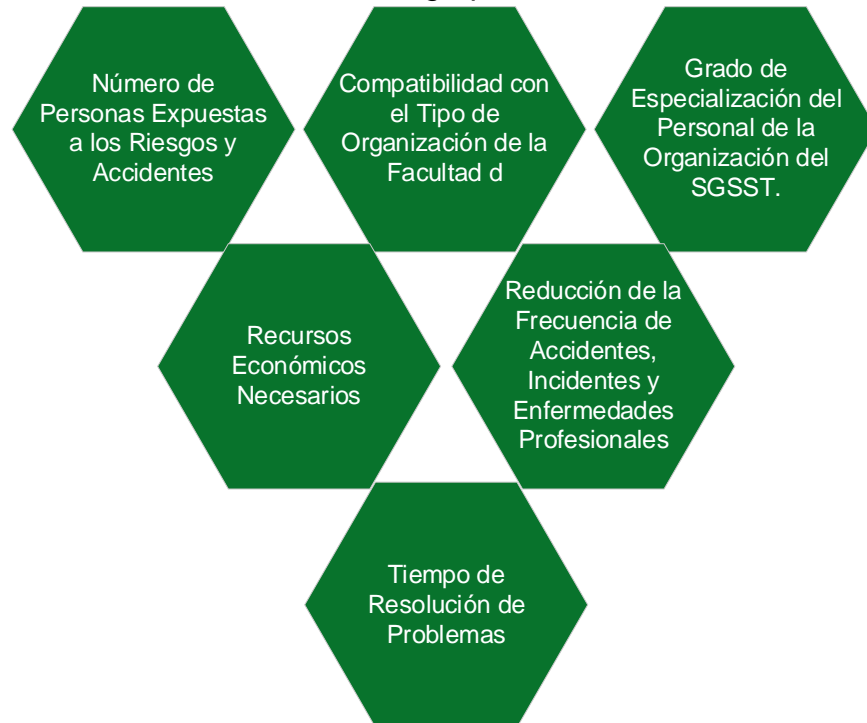 Número de
Personas Expuestas
a los Riesgos y
Accidentes
Compatibilidad con
el Tipo de
Organización de la
Facultad d
Grado de
Especialización del
Personal de la
Organización del
SGSST.
Recursos
Económicos
Necesarios
Reducción de la
Frecuencia de
Accidentes,
Incidentes y
Enfermedades
Profesionales
Tiempo de
Resolución de
Problemas